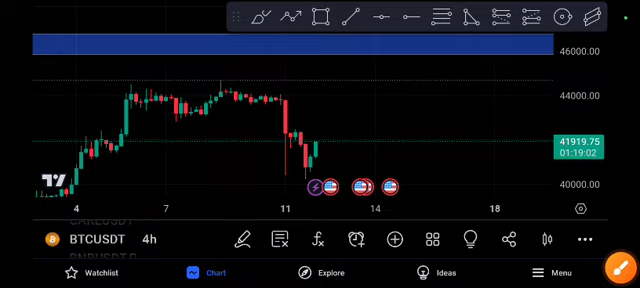 46000.00
44000.00
41919.75
01:19:02
40000.00
4 7 11 14 18
BTCUSDT 4h
Watchlist Chart Explore Ideas Menu